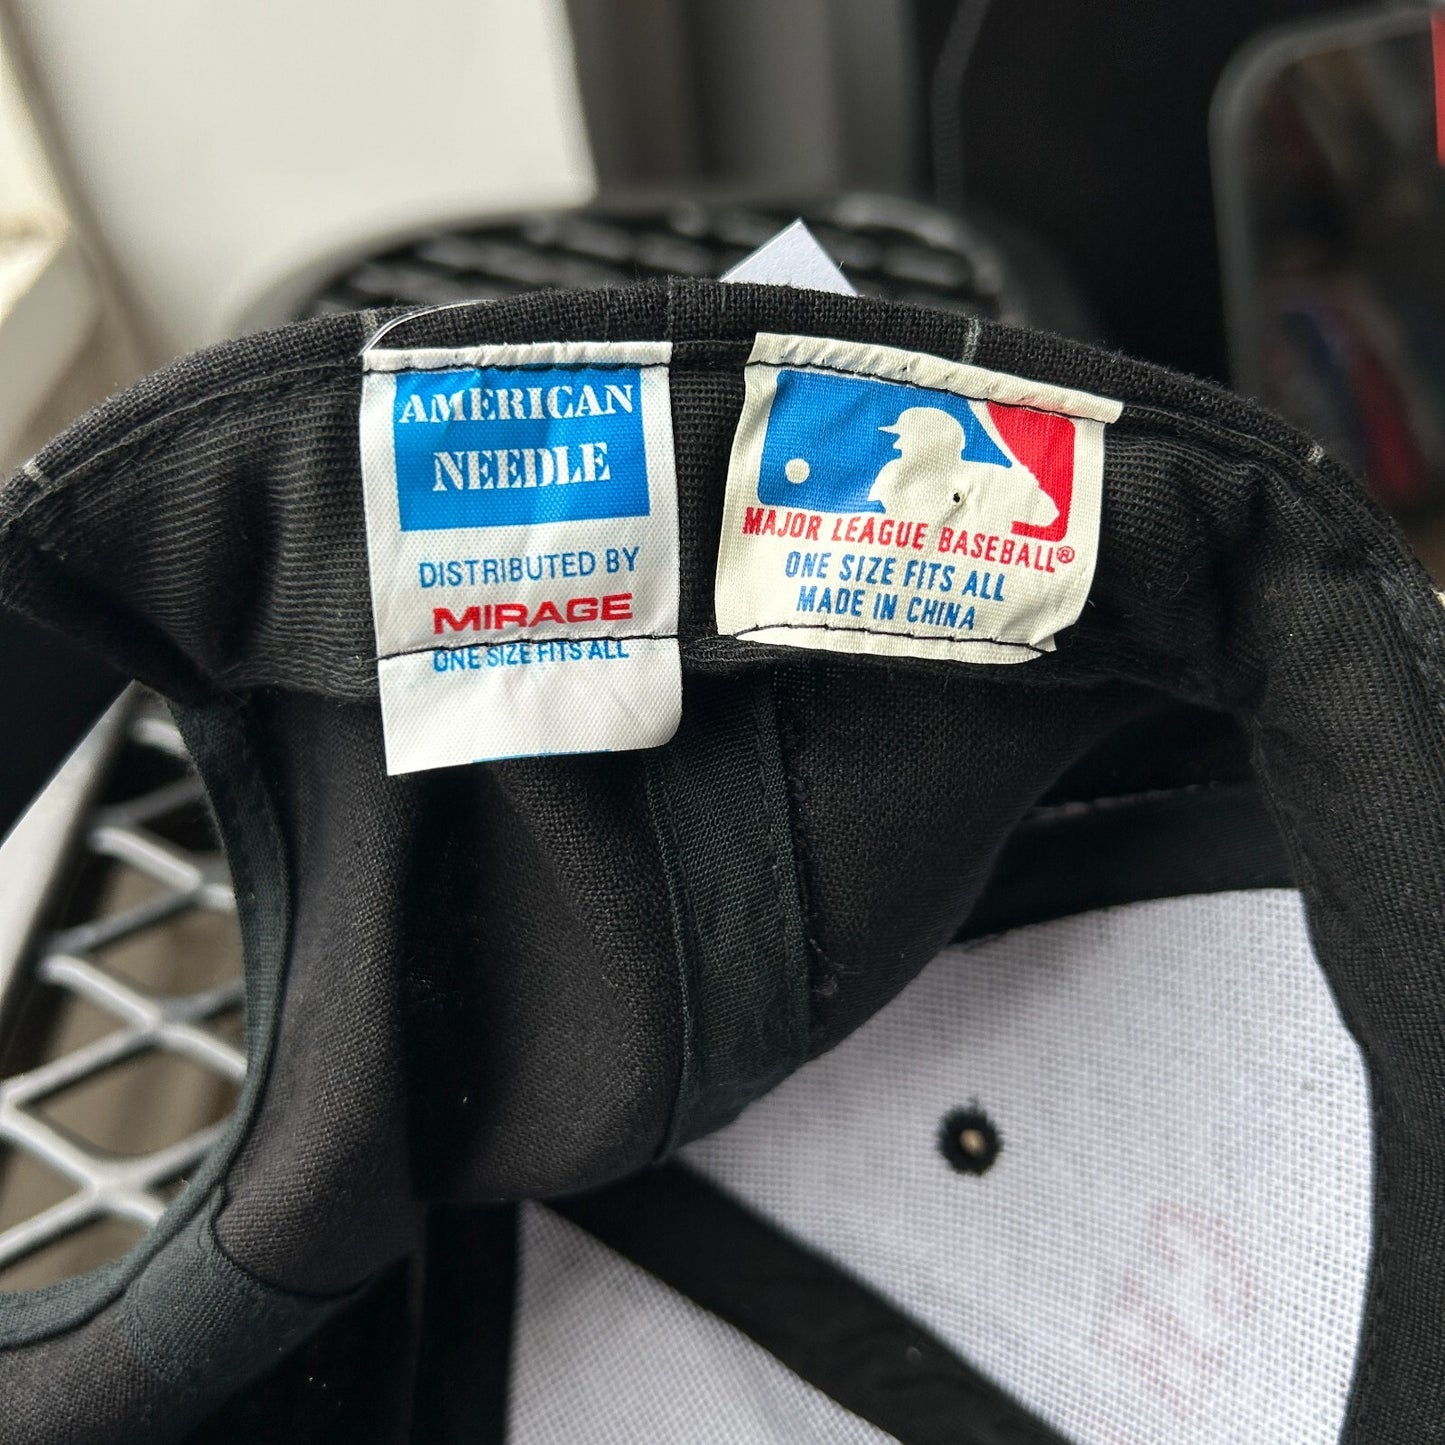 AMERICAN
NEEDLE
DISTRIBUTED BY
MIRAGE
ONE SIZE FITS ALL
MAJOR LEAGUE BASEBALL®
ONE SIZE FITS ALL
MADE IN CHINA